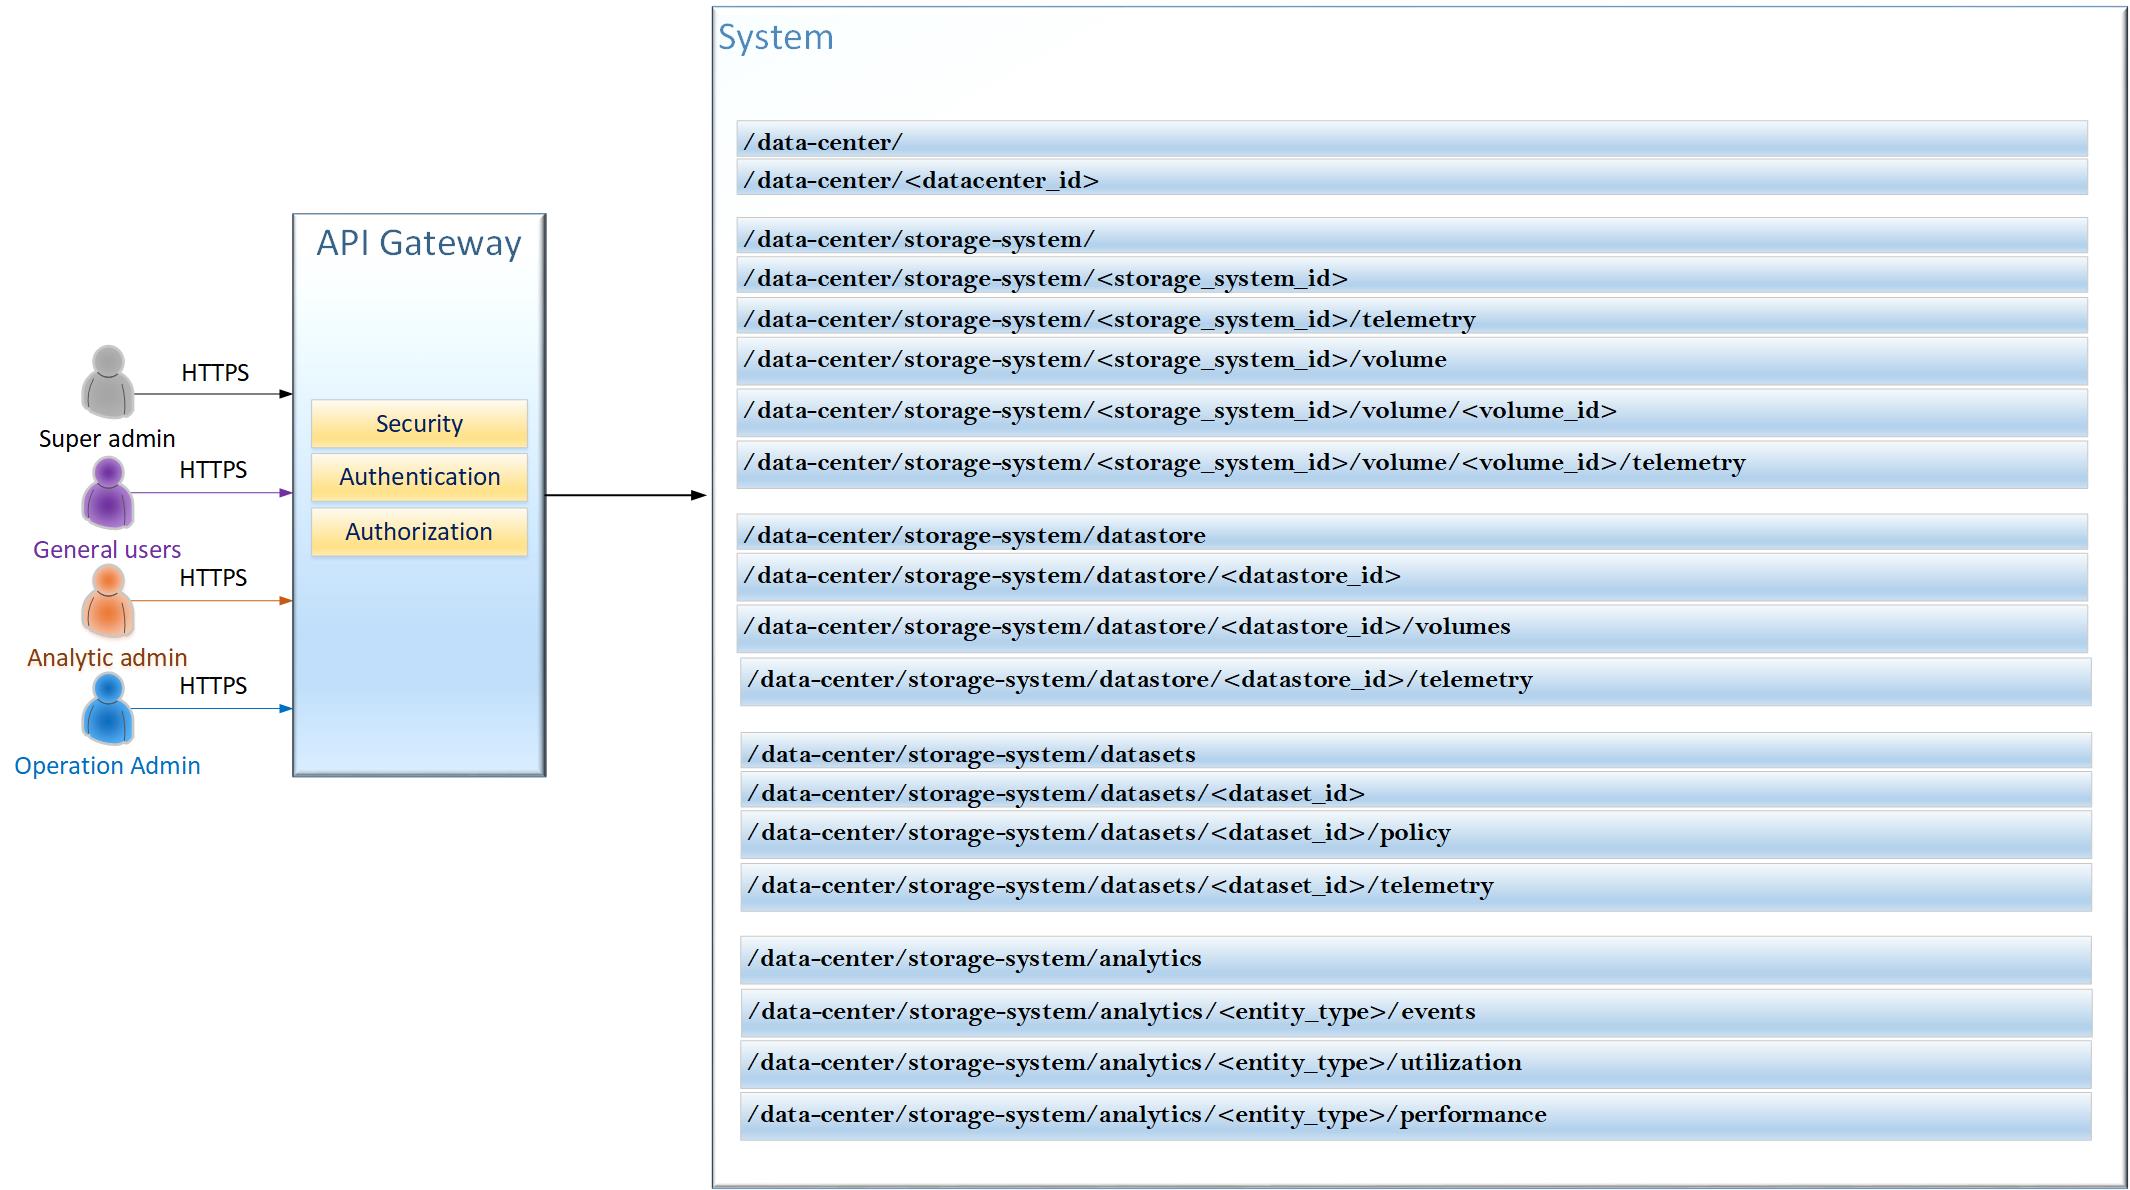 System
/data-center/
/data-center/<datacenter_id>
/data-center/storage-system/
/data-center/storage-system/<storage_system_id>
/data-center/storage-system/<storage_system_id>/telemetry
/data-center/storage-system/<storage_system_id>/volume
/data-center/storage-system/<storage_system_id>/volume/<volume_id>
/data-center/storage-system/<storage_system_id>/volume/<volume_id>/telemetry
/data-center/storage-system/datastore
/data-center/storage-system/datastore/<datastore_id>
/data-center/storage-system/datastore/<datastore_id>/volumes
/data-center/storage-system/datastore/<datastore_id>/telemetry
/data-center/storage-system/datasets
/data-center/storage-system/datasets/<dataset_id>
/data-center/storage-system/datasets/<dataset_id>/policy
/data-center/storage-system/datasets/<dataset_id>/telemetry
/data-center/storage-system/analytics
/data-center/storage-system/analytics/<entity_type>/events
/data-center/storage-system/analytics/<entity_type>/utilization
/data-center/storage-system/analytics/<entity_type>/performance
API Gateway
Security
Authentication
Authorization
HTTPS
Super admin
HTTPS
General users
HTTPS
Analytic admin
HTTPS
Operation Admin